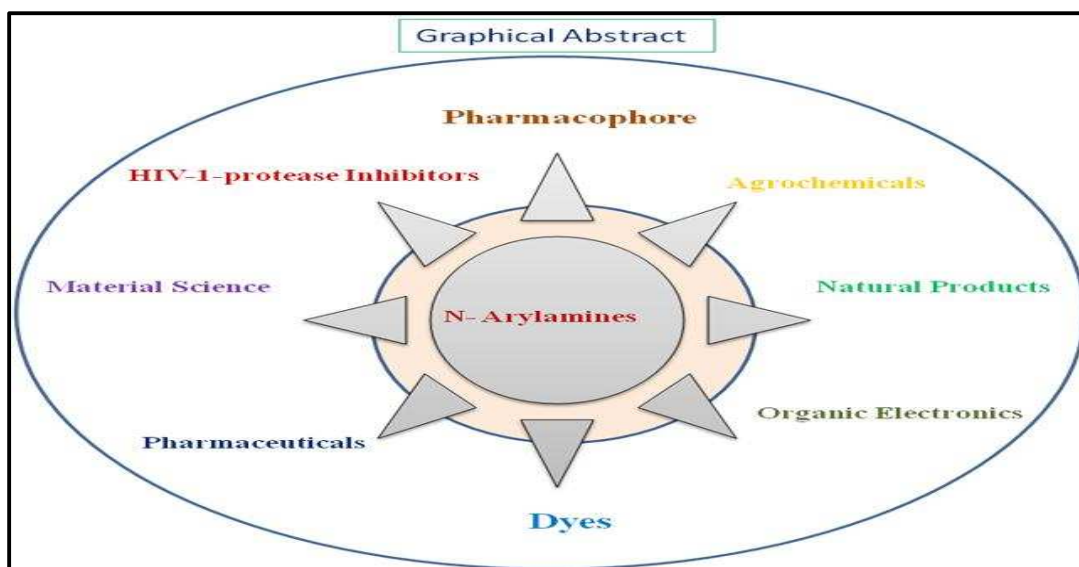 Graphical Abstract
Pharmacophore
HIV-1-protease Inhibitors
Agrochemicals
Material Science
Natural Products
N- Arylamines
Organic Electronics
Pharmaceuticals
Dyes